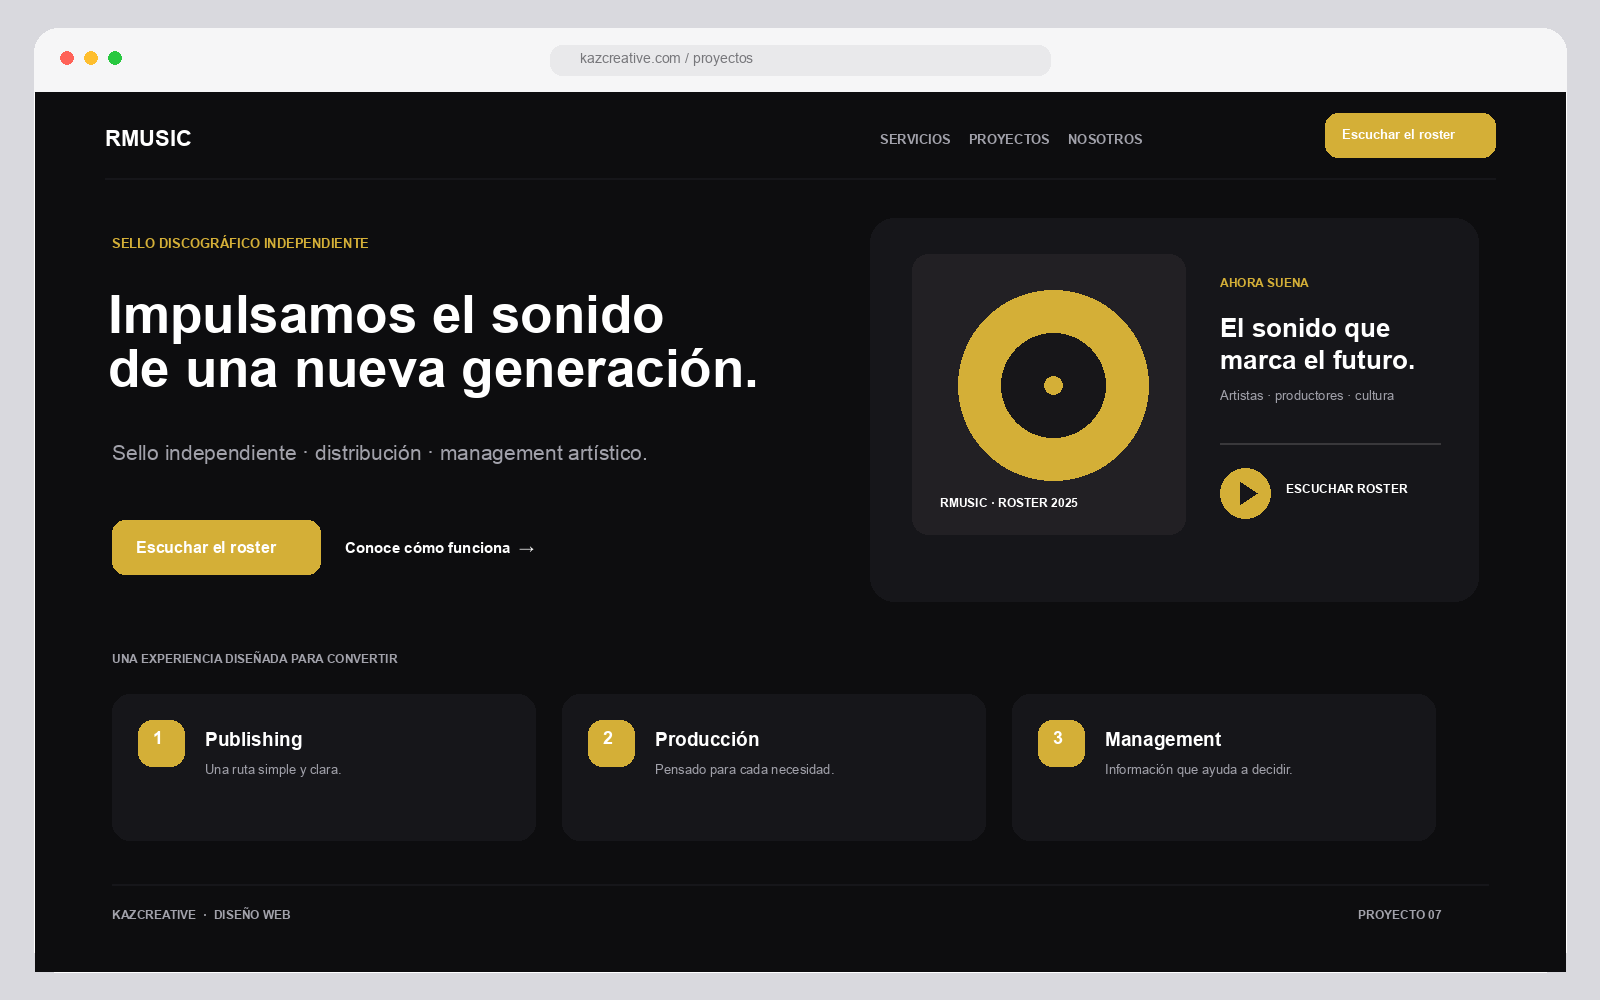 kazcreative.com / proyectos
RMUSIC
SERVICIOS PROYECTOS NOSOTROS
Escuchar el roster
SELLO DISCOGRÁFICO INDEPENDIENTE
Impulsamos el sonido
de una nueva generación.
Sello independiente · distribución · management artístico.
Escuchar el roster
Conoce cómo funciona →
RMUSIC · ROSTER 2025
AHORA SUENA
El sonido que
marca el futuro.
Artistas · productores · cultura
ESCUCHAR ROSTER
UNA EXPERIENCIA DISEÑADA PARA CONVERTIR
1
Publishing
Una ruta simple y clara.
2
Producción
Pensado para cada necesidad.
3
Management
Información que ayuda a decidir.
KAZCREATIVE · DISEÑO WEB
PROYECTO 07